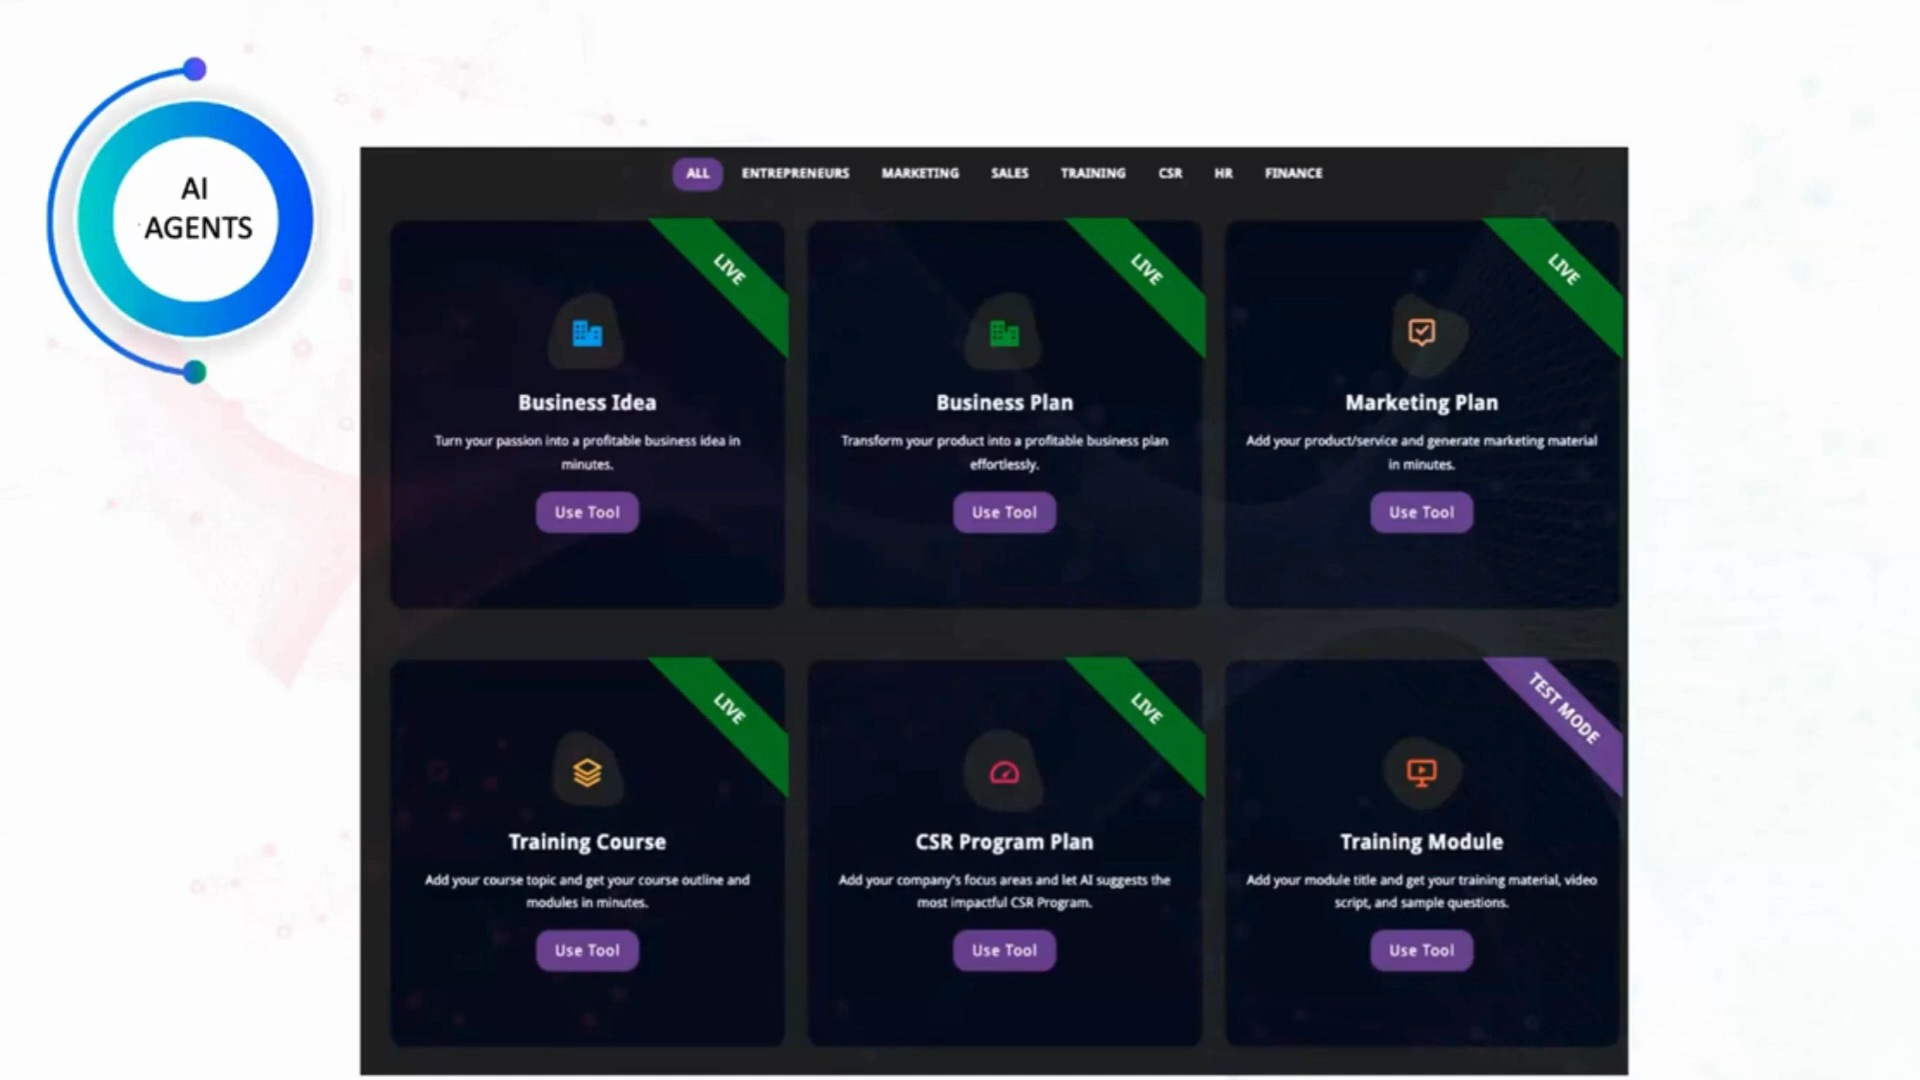 AI
AGENTS
ALL ENTREPRENEURS MARKETING SALES TRAINING CSR HR FINANCE
LIVE
Business Idea
Turn your passion into a profitable business idea in
minutes.
Use Tool
LIVE
Business Plan
Transform your product into a profitable business plan
effortlessly.
Use Tool
LIVE
Marketing Plan
Add your product/service and generate marketing material
in minutes.
Use Tool
LIVE
Training Course
Add your course topic and get your course outline and
modules in minutes.
Use Tool
LIVE
CSR Program Plan
Add your company's focus areas and let AI suggests the
most impactful CSR Program.
Use Tool
TEST MODE
Training Module
Add your module title and get your training material, video
script, and sample questions.
Use Tool